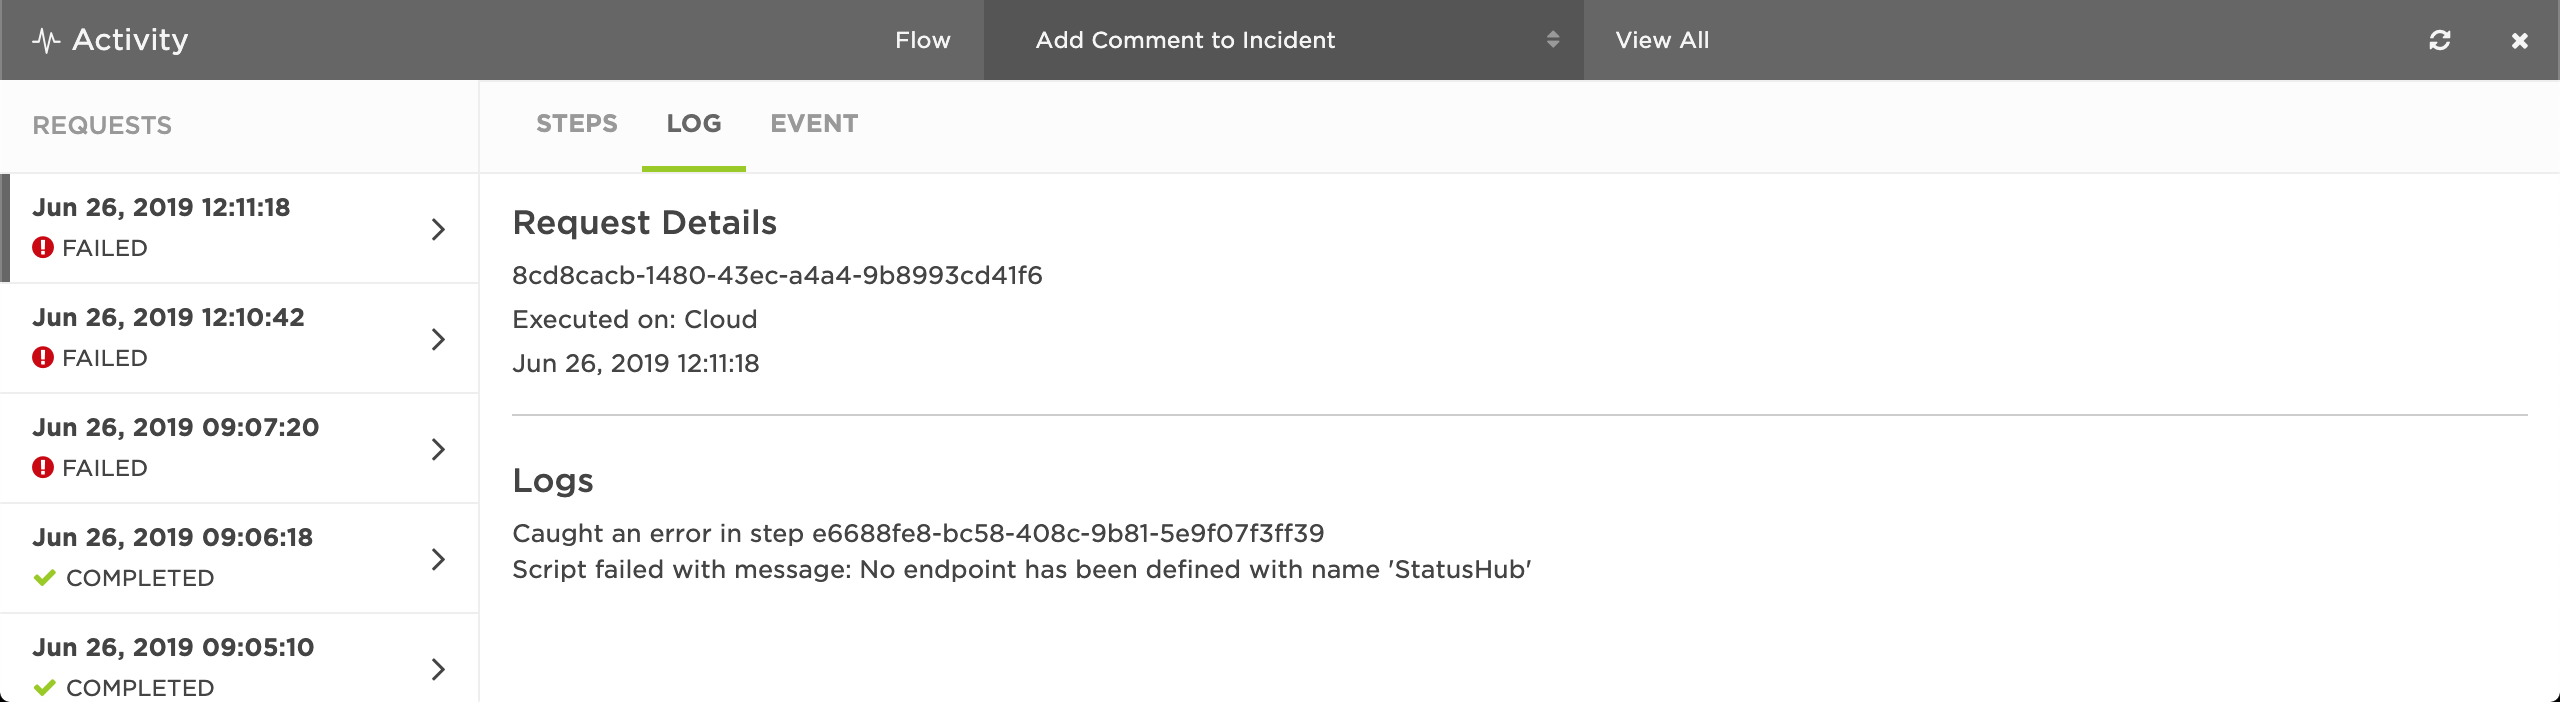 Activity
Flow
Add Comment to Incident
View All
REQUESTS
Jun 26, 2019 12:11:18
FAILED
Jun 26, 2019 12:10:42
FAILED
Jun 26, 2019 09:07:20
FAILED
Jun 26, 2019 09:06:18
COMPLETED
Jun 26, 2019 09:05:10
COMPLETED
STEPS LOG EVENT
Request Details
8cd8cacb-1480-43ec-a4a4-9b8993cd41f6
Executed on: Cloud
Jun 26, 2019 12:11:18
Logs
Caught an error in step e6688fe8-bc58-408c-9b81-5e9f07f3ff39
Script failed with message: No endpoint has been defined with name 'StatusHub'